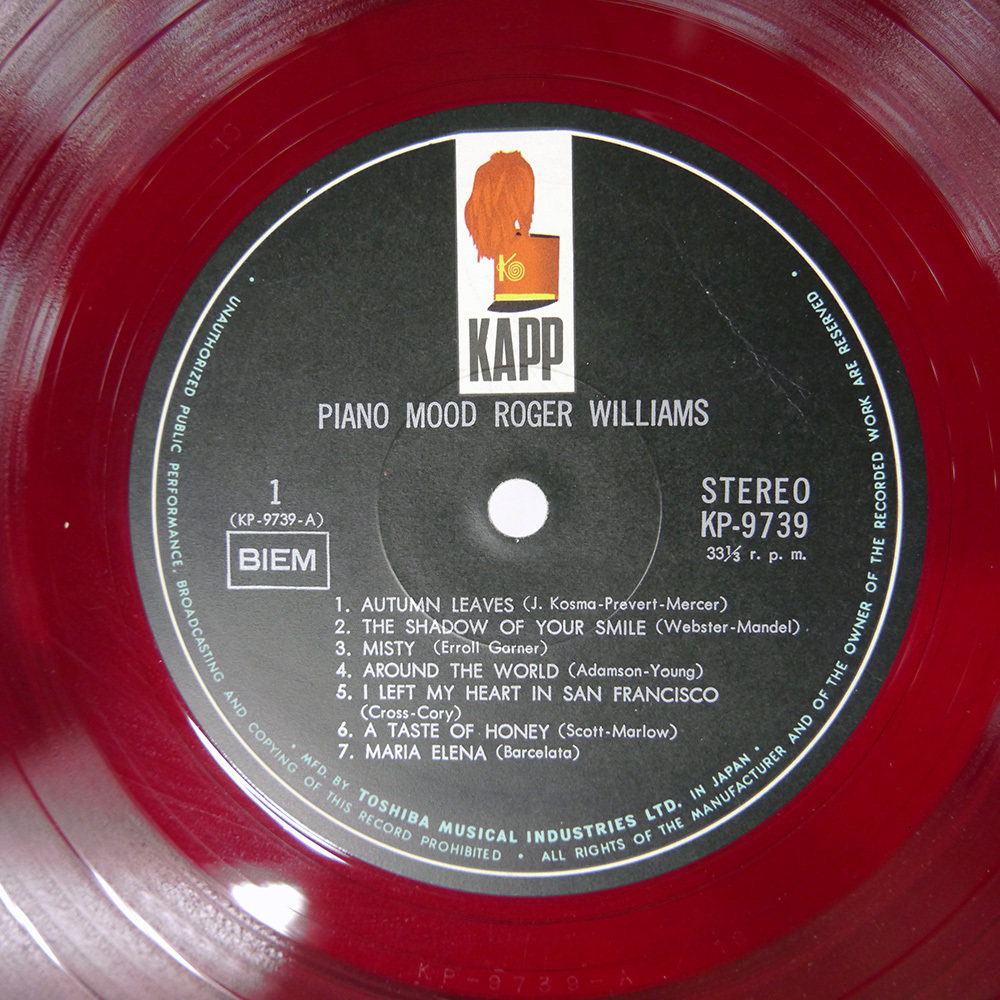 KAPP
PIANO MOOD ROGER WILLIAMS
1
(KP-9739-A)
BIEM
STEREO
KP-9739
33⅓ r. p. m.
1. AUTUMN LEAVES (J. Kosma-Prevert-Mercer)
2. THE SHADOW OF YOUR SMILE (Webster-Mandel)
3. MISTY (Erroll Garner)
4. AROUND THE WORLD (Adamson-Young)
5. I LEFT MY HEART IN SAN FRANCISCO
(Cross-Cory)
6. A TASTE OF HONEY (Scott-Marlow)
7. MARIA ELENA (Barcelata)
• MFD. BY TOSHIBA MUSICAL INDUSTRIES LTD. IN JAPAN •
• UNAUTHORIZED PUBLIC PERFORMANCE, BROADCASTING AND COPYING OF THIS RECORD PROHIBITED • ALL RIGHTS OF THE MANUFACTURER AND OF THE OWNER OF THE RECORDED WORK ARE RESERVED •
KP-9739-A